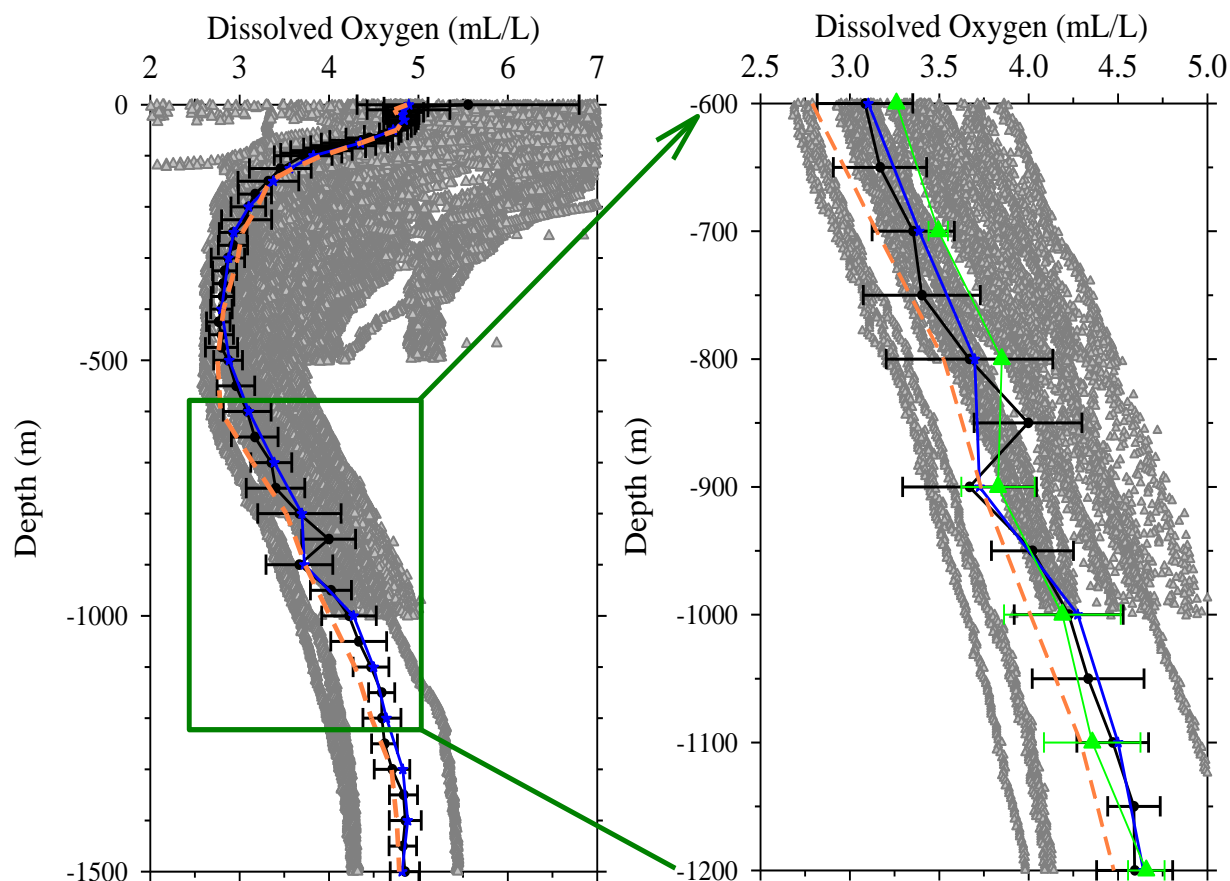 Dissolved Oxygen (mL/L)
2 3 4 5 6 7
0
-500
-1000
-1500
Depth (m)
Dissolved Oxygen (mL/L)
2.5 3.0 3.5 4.0 4.5 5.0
-600
-700
-800
-900
-1000
-1100
-1200
Depth (m)